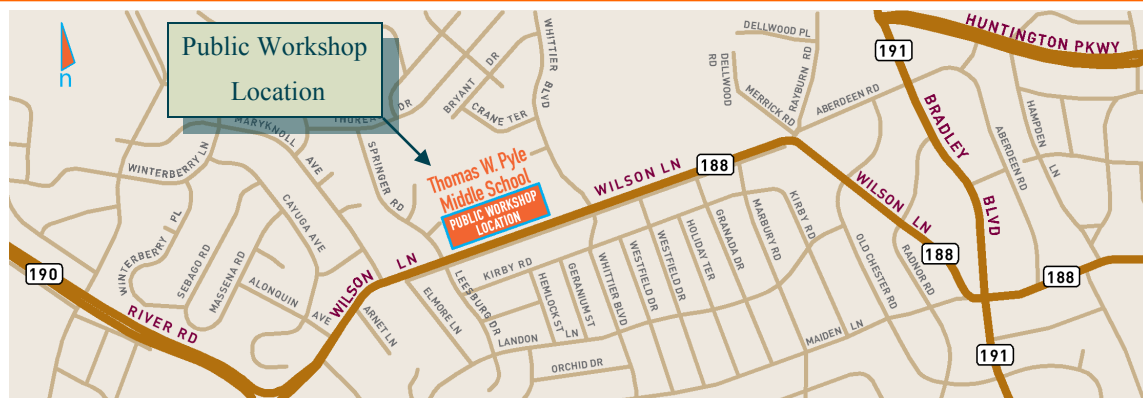 DELLWOOD PL
HUNTINGTON PKWY
WHITTIER BLVD
191
Public Workshop
Location
BRYANT DR
DELLWOOD RD
RAYBURN RD
MERRICK RD
ABERDEEN RD
n
CRANE TER
BRADLEY BLVD
HAMPDEN LN
MARYKNOLL AVE
DR
ABERDEEN RD
SPRINGER RD
WINTERBERRY LN
Thomas W. Pyle
Middle School
PUBLIC WORKSHOP
LOCATION
WILSON LN
188
WILSON LN
CAYUGA AVE
WINTERBERRY PL
KIRBY RD
MARBURY RD
GRANADA DR
HOLIDAY TER
WESTFIELD DR
WESTFIELD DR
WHITTIER BLVD
GERANIUM ST
HEMLOCK ST
KIRBY RD
OLD CHESTER RD
RADNOR RD
188
188
190
SEBAGO RD
MASSENA RD
ALONQUIN AVE
WILSON LN
LEESBURG DR
ELMORE LN
ARNET LN
RIVER RD
LANDON LN
MAIDEN LN
ORCHID DR
191